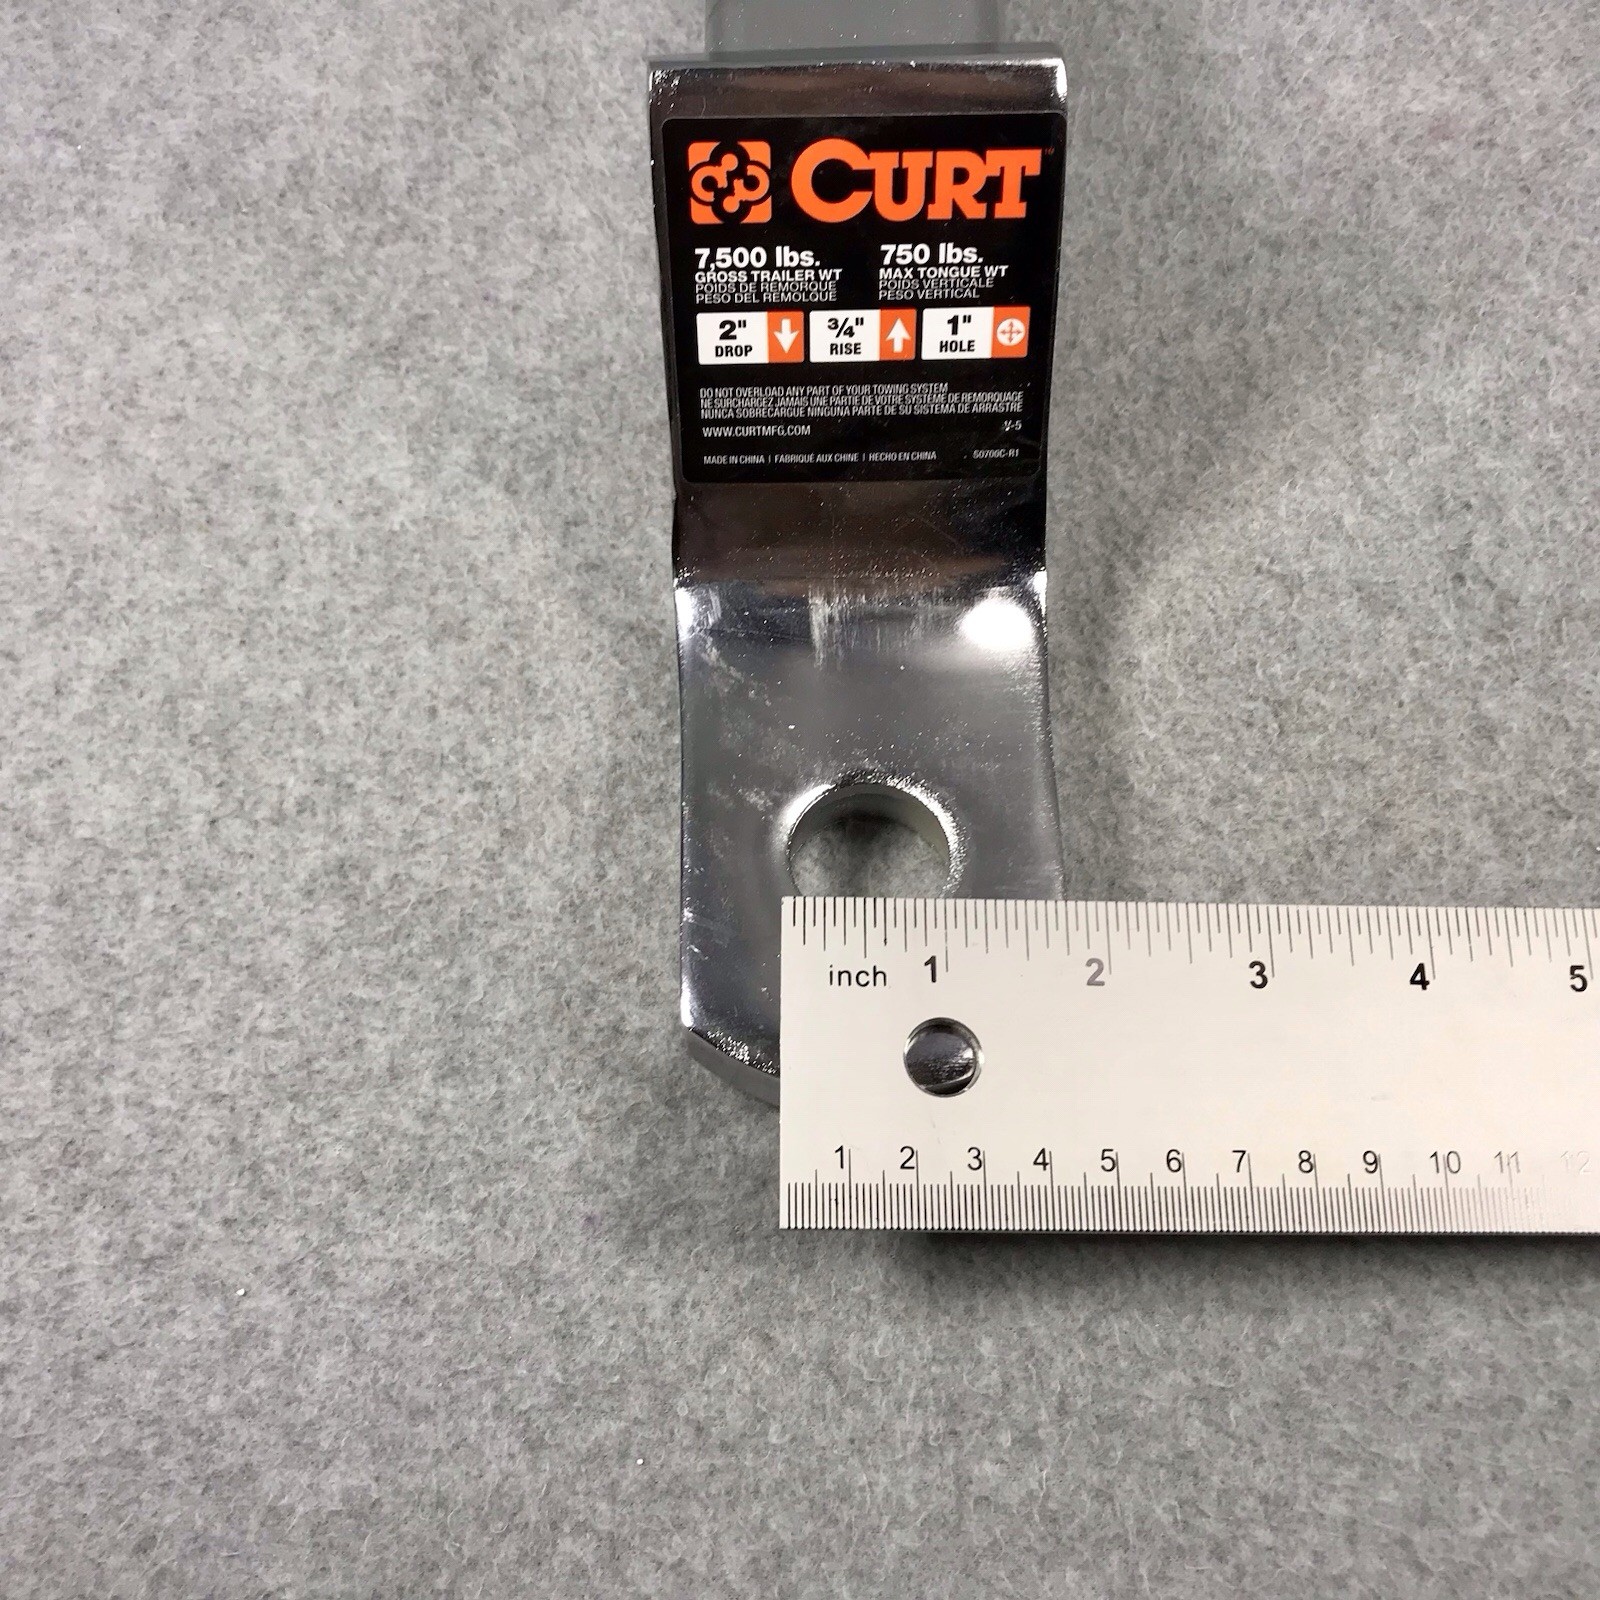 CURT™
7,500 lbs. 750 lbs.
GROSS TRAILER WT MAX TONGUE WT
POIDS DE REMORQUE POIDS VERTICALE
PESO DEL REMOLQUE PESO VERTICAL
2" 3/4" 1"
DROP RISE HOLE
DO NOT OVERLOAD ANY PART OF YOUR TOWING SYSTEM
NE SURCHARGEZ JAMAIS UNE PARTIE DE VOTRE SYSTÈME DE REMORQUAGE
NUNCA SOBRECARGUE NINGUNA PARTE DE SU SISTEMA DE ARRASTRE
WWW.CURTMFG.COM V-5
MADE IN CHINA | FABRIQUÉ AUX CHINE | HECHO EN CHINA S0700C-R1
inch 1 2 3 4 5
1 2 3 4 5 6 7 8 9 10 11 12